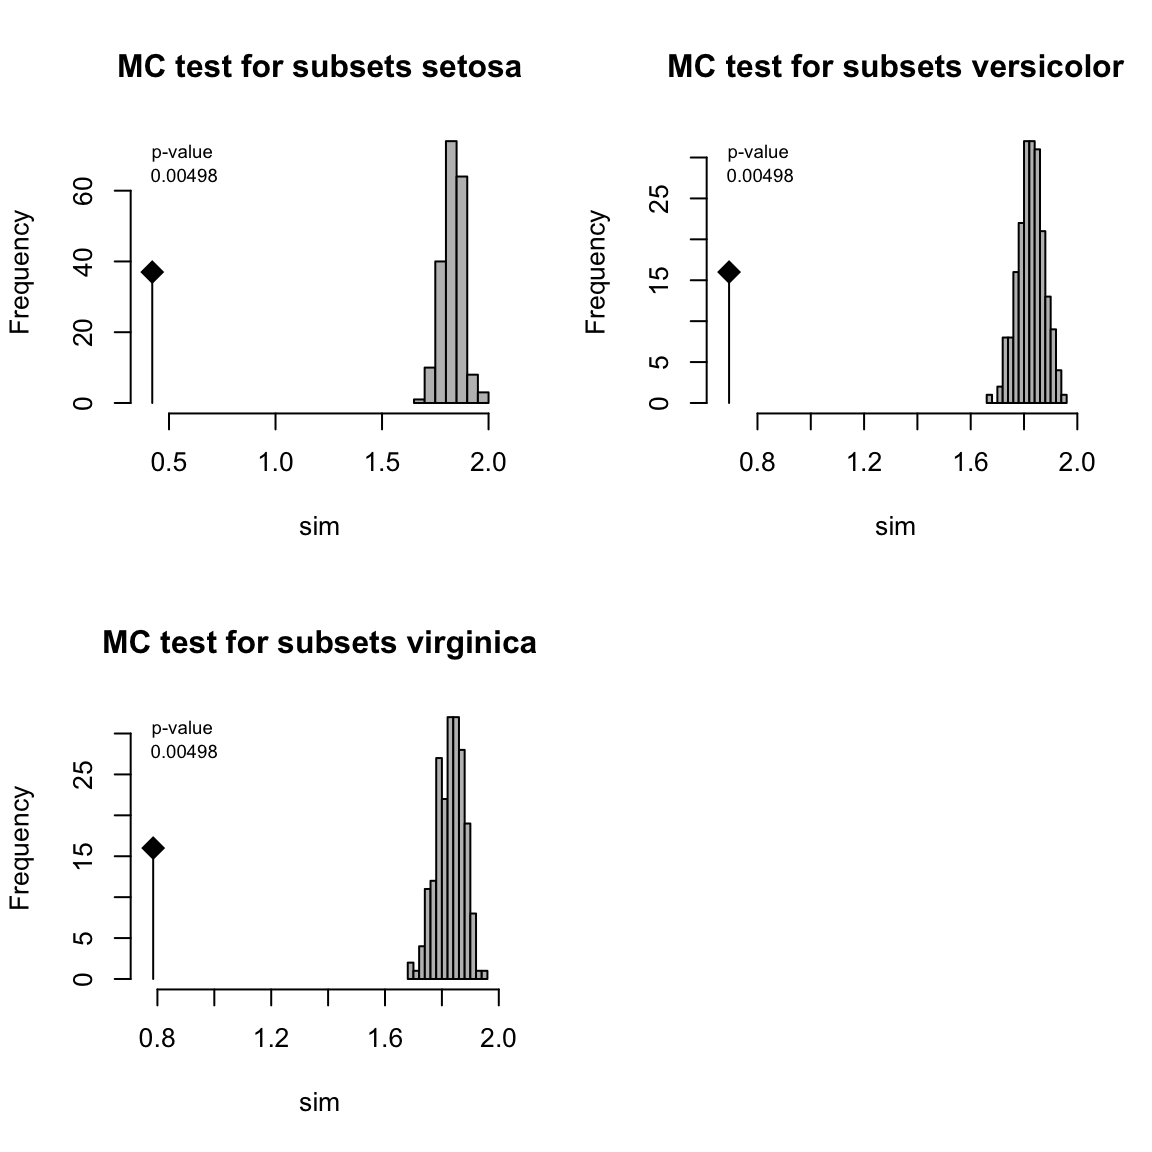 MC test for subsets setosa
p-value
0.00498
Frequency
0
20
40
60
0.5 1.0 1.5 2.0
sim
MC test for subsets versicolor
p-value
0.00498
Frequency
0
5
15
25
0.8 1.2 1.6 2.0
sim
MC test for subsets virginica
p-value
0.00498
Frequency
0
5
15
25
0.8 1.2 1.6 2.0
sim